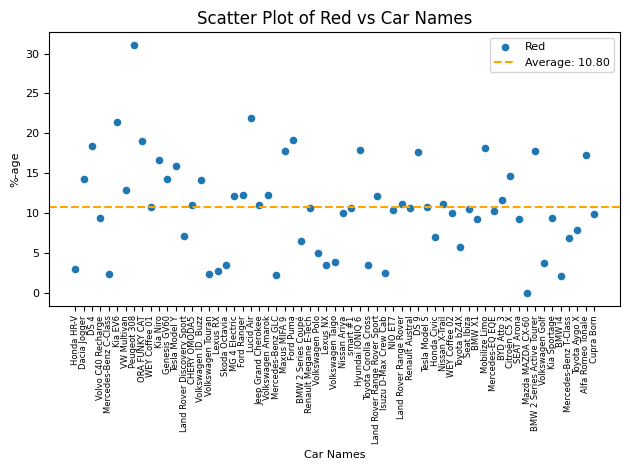 Scatter Plot of Red vs Car Names
Red
Average: 10.80
%-age
30
25
20
15
10
5
0
Honda HR-V
Dacia Jogger
DS 4
Volvo C40 Recharge
Mercedes-Benz C-Class
Kia EV6
VW Multivan
Peugeot 308
ORA FUNKY CAT
WEY Coffee 01
Kia Niro
Genesis GV60
Tesla Model Y
Land Rover Discovery Sport
CHERY OMODA5
Volkswagen ID. Buzz
Volkswagen Touran
Lexus RX
Skoda Octavia
MG 4 Electric
Ford Ranger
Lucid Air
Jeep Grand Cherokee
Volkswagen Amarok
Mercedes-Benz GLC
Maxus MIFA 9
Ford Puma
BMW 2 Series Coupé
Renault Megane E-Tech
Volkswagen Polo
Lexus NX
Volkswagen Taigo
Nissan Ariya
smart #1
Hyundai IONIQ 6
Toyota Corolla Cross
Land Rover Range Rover Sport
Isuzu D-Max Crew Cab
NIO ET7
Land Rover Range Rover
Renault Austral
DS 9
Tesla Model S
Honda Civic
Nissan X-Trail
WEY Coffee 02
Toyota bZ4X
Seat Ibiza
BMW X1
Mobilize Limo
Mercedes-EQ EQE
BYD Atto 3
Citroën C5 X
SEAT Arona
Mazda MAZDA CX-60
BMW 2 Series Active Tourer
Volkswagen Golf
Kia Sportage
BMW i4
Mercedes-Benz T-Class
Toyota Aygo X
Alfa Romeo Tonale
Cupra Born
Car Names